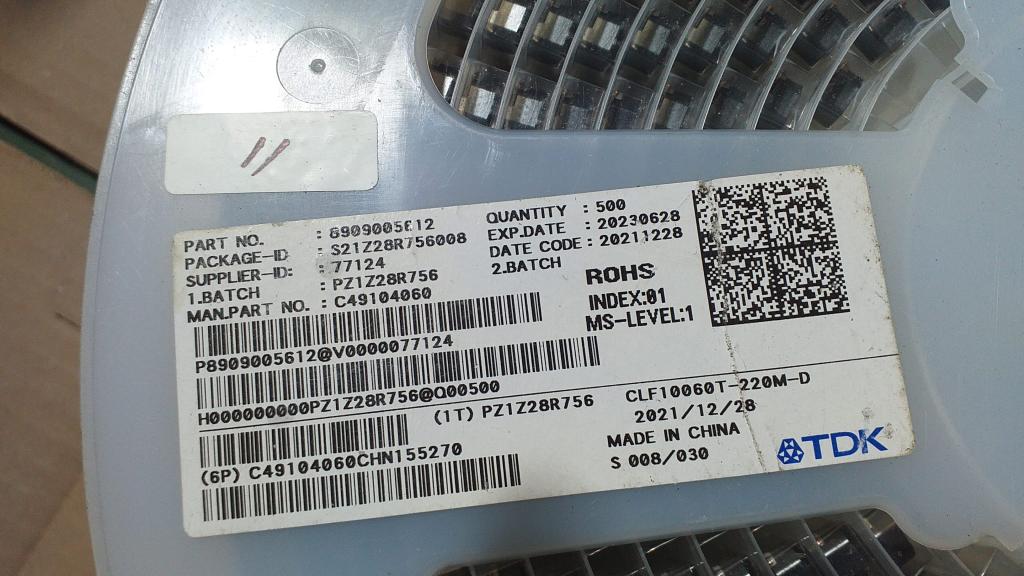 11
PART NO. : 8909005612
PACKAGE-ID : S21Z28R756008
SUPPLIER-ID: : 77124
1.BATCH : PZ1Z28R756
MAN.PART NO. : C49104060
QUANTITY : 500
EXP.DATE : 20230628
DATE CODE : 20211228
2.BATCH
ROHS
INDEX:01
MS-LEVEL:1
P8909005612@V0000077124
H000000000PZ1Z28R756@Q00500
(1T) PZ1Z28R756
(6P) C49104060CHN155270
CLF10060T-220M-D
2021/12/28
MADE IN CHINA
S 008/030
TDK